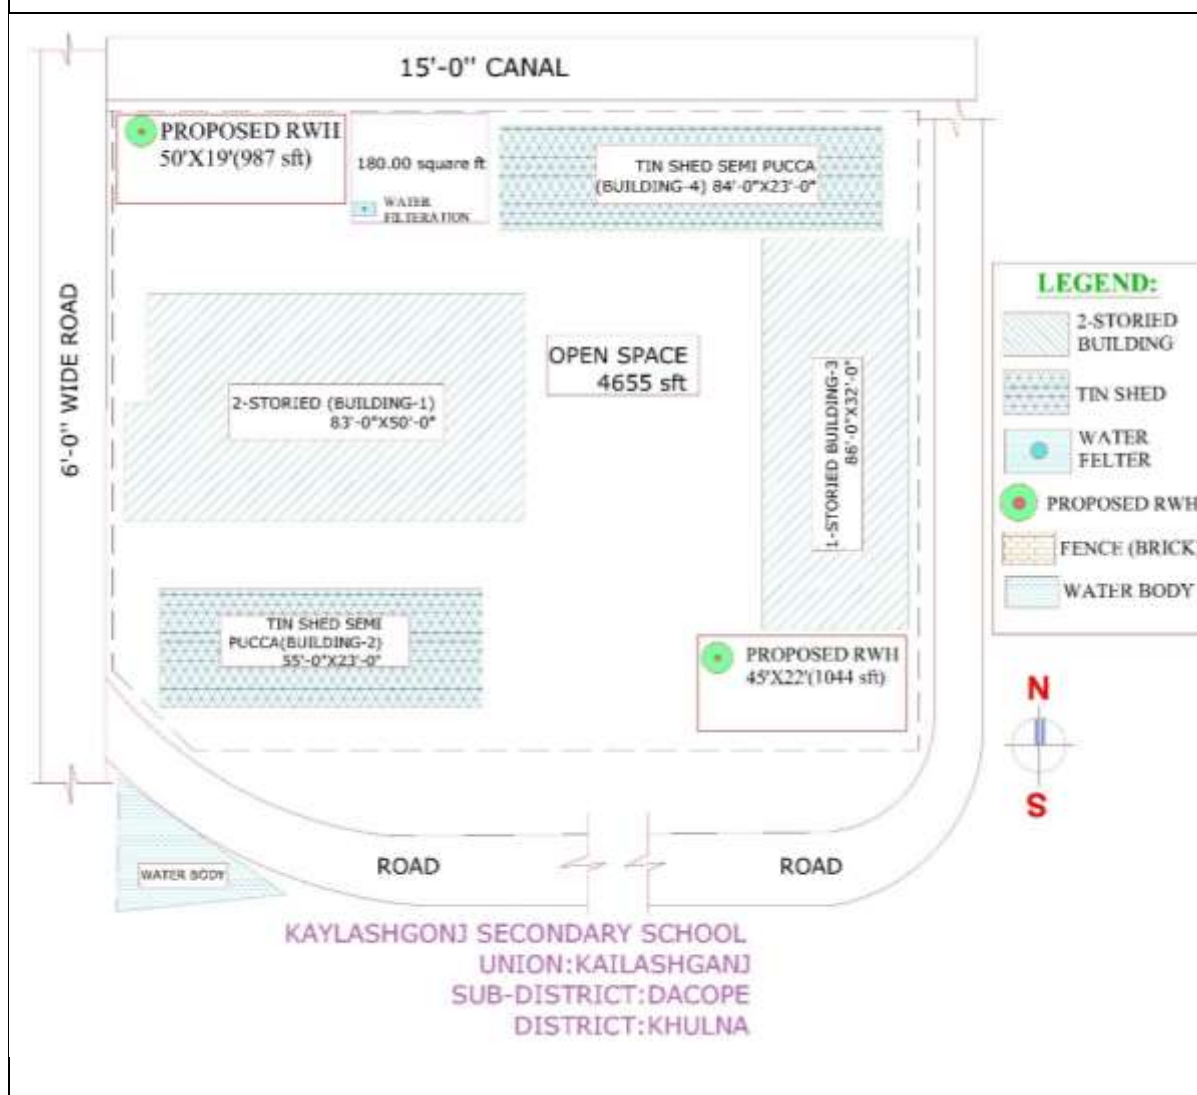 15'-0" CANAL
PROPOSED RWH
50'X19'(987 sft)
180.00 square ft
WATER
FILTERATION
TIN SHED SEMI PUCCA
(BUILDING-4) 84'-0"X23'-0"
6'-0" WIDE ROAD
OPEN SPACE
4655 sft
2-STORIED (BUILDING-1)
83'-0"X50'-0"
1-STORIED BUILDING-3
86'-0"X32'-0"
TIN SHED SEMI
PUCCA(BUILDING-2)
55'-0"X23'-0"
PROPOSED RWH
45'X22'(1044 sft)
LEGEND:
2-STORIED
BUILDING
TIN SHED
WATER
FELTER
PROPOSED RWH
FENCE (BRICK)
WATER BODY
N
S
WATER BODY
ROAD
ROAD
KAYLASHGONJ SECONDARY SCHOOL
UNION:KAILASHGANJ
SUB-DISTRICT:DACOPE
DISTRICT:KHULNA